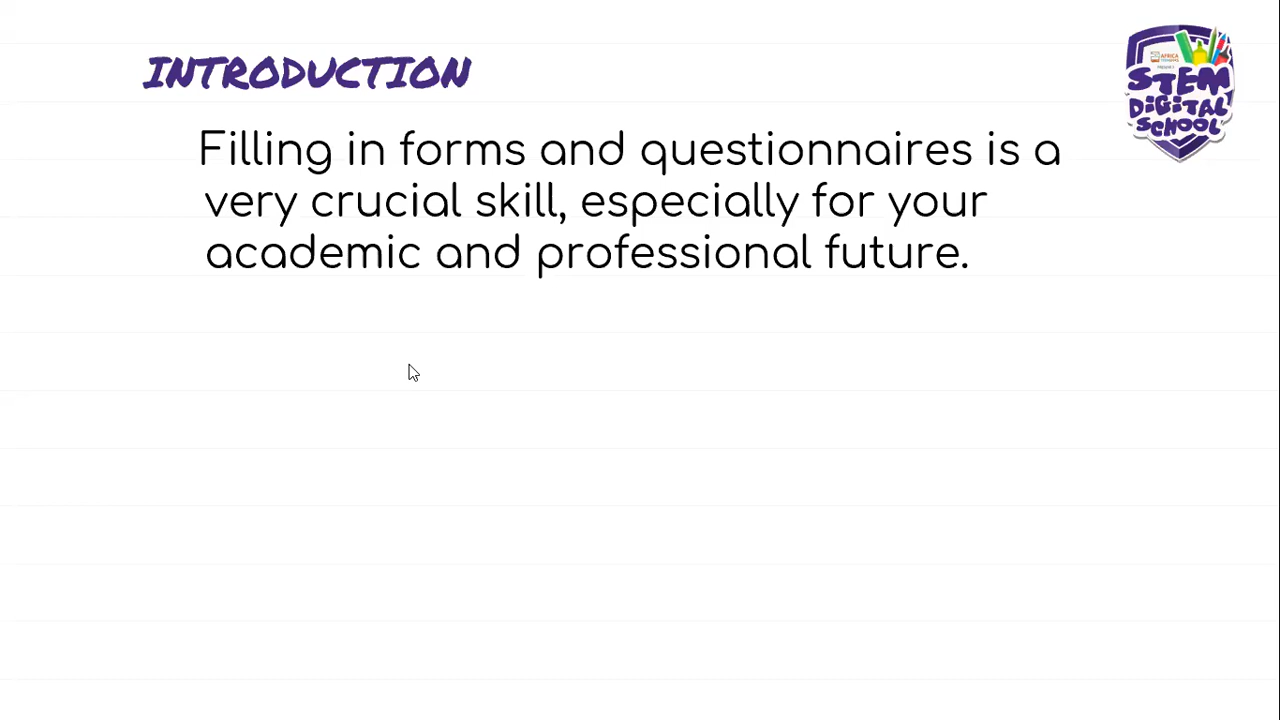 INTRODUCTION
Filling in forms and questionnaires is a
very crucial skill, especially for your
academic and professional future.
AFRICA
STEM
DIGITAL
SCHOOL